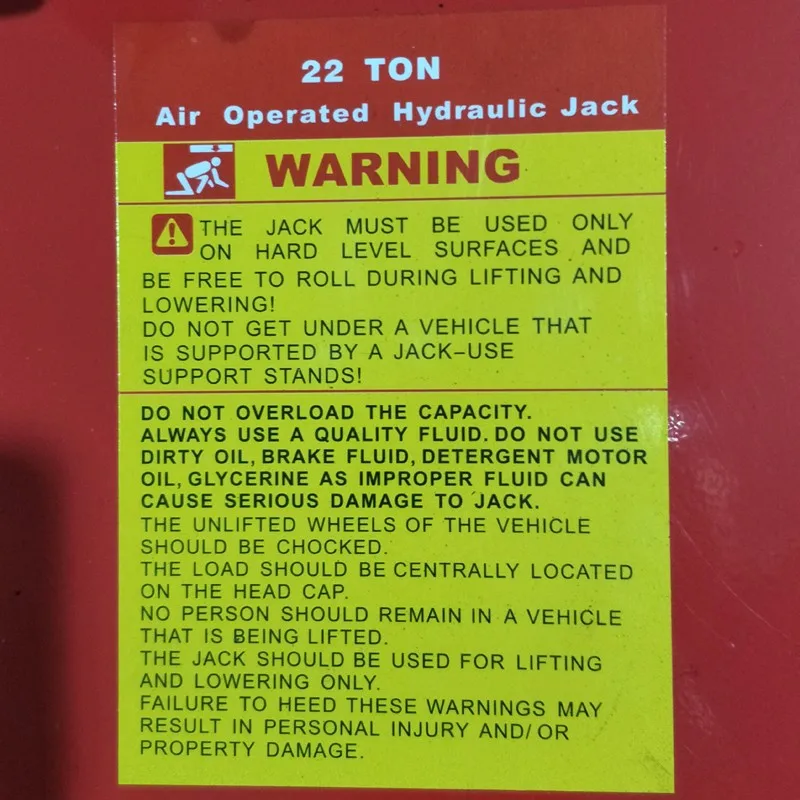 22 TON
Air Operated Hydraulic Jack
WARNING
THE JACK MUST BE USED ONLY
ON HARD LEVEL SURFACES AND
BE FREE TO ROLL DURING LIFTING AND
LOWERING!
DO NOT GET UNDER A VEHICLE THAT
IS SUPPORTED BY A JACK-USE
SUPPORT STANDS!
DO NOT OVERLOAD THE CAPACITY.
ALWAYS USE A QUALITY FLUID. DO NOT USE
DIRTY OIL, BRAKE FLUID, DETERGENT MOTOR
OIL, GLYCERINE AS IMPROPER FLUID CAN
CAUSE SERIOUS DAMAGE TO JACK.
THE UNLIFTED WHEELS OF THE VEHICLE
SHOULD BE CHOCKED.
THE LOAD SHOULD BE CENTRALLY LOCATED
ON THE HEAD CAP.
NO PERSON SHOULD REMAIN IN A VEHICLE
THAT IS BEING LIFTED.
THE JACK SHOULD BE USED FOR LIFTING
AND LOWERING ONLY.
FAILURE TO HEED THESE WARNINGS MAY
RESULT IN PERSONAL INJURY AND/ OR
PROPERTY DAMAGE.